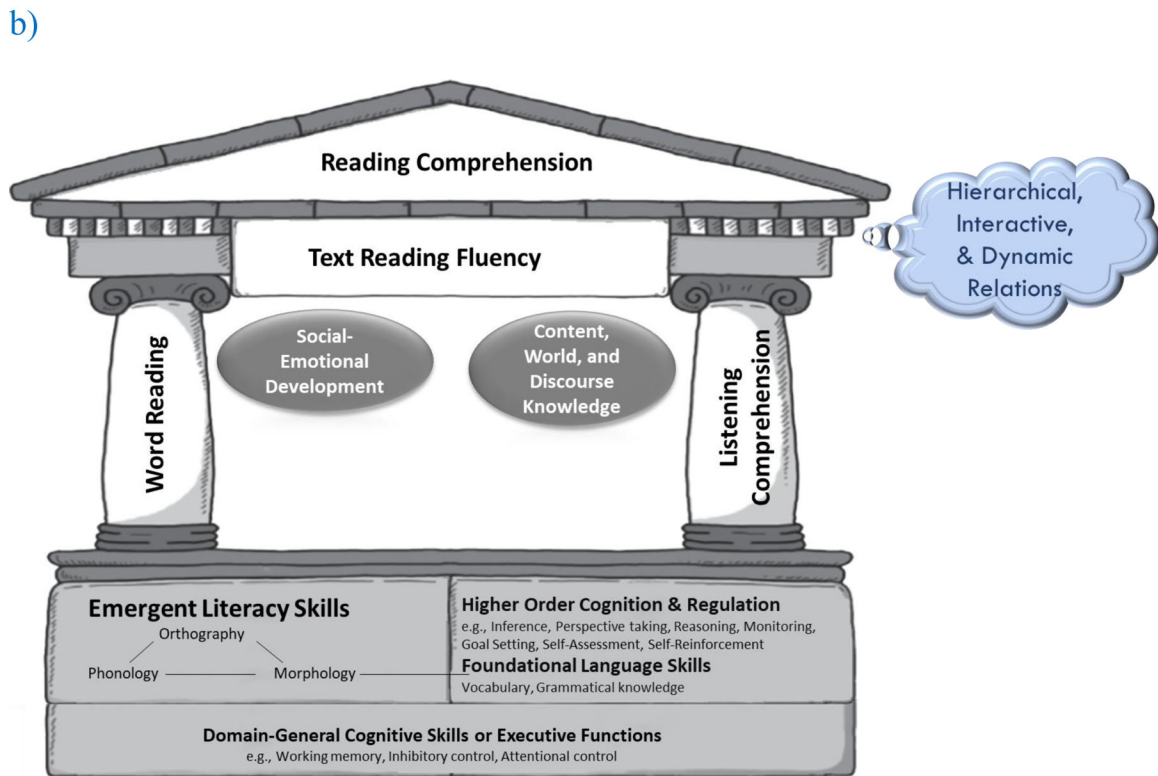 b)
Reading Comprehension
Text Reading Fluency
Hierarchical,
Interactive,
& Dynamic
Relations
Word Reading
Social-
Emotional
Development
Content,
World, and
Discourse
Knowledge
Listening
Comprehension
Emergent Literacy Skills
Orthography
Phonology
Morphology
Higher Order Cognition & Regulation
e.g., Inference, Perspective taking, Reasoning, Monitoring,
Goal Setting, Self-Assessment, Self-Reinforcement
Foundational Language Skills
Vocabulary, Grammatical knowledge
Domain-General Cognitive Skills or Executive Functions
e.g., Working memory, Inhibitory control, Attentional control